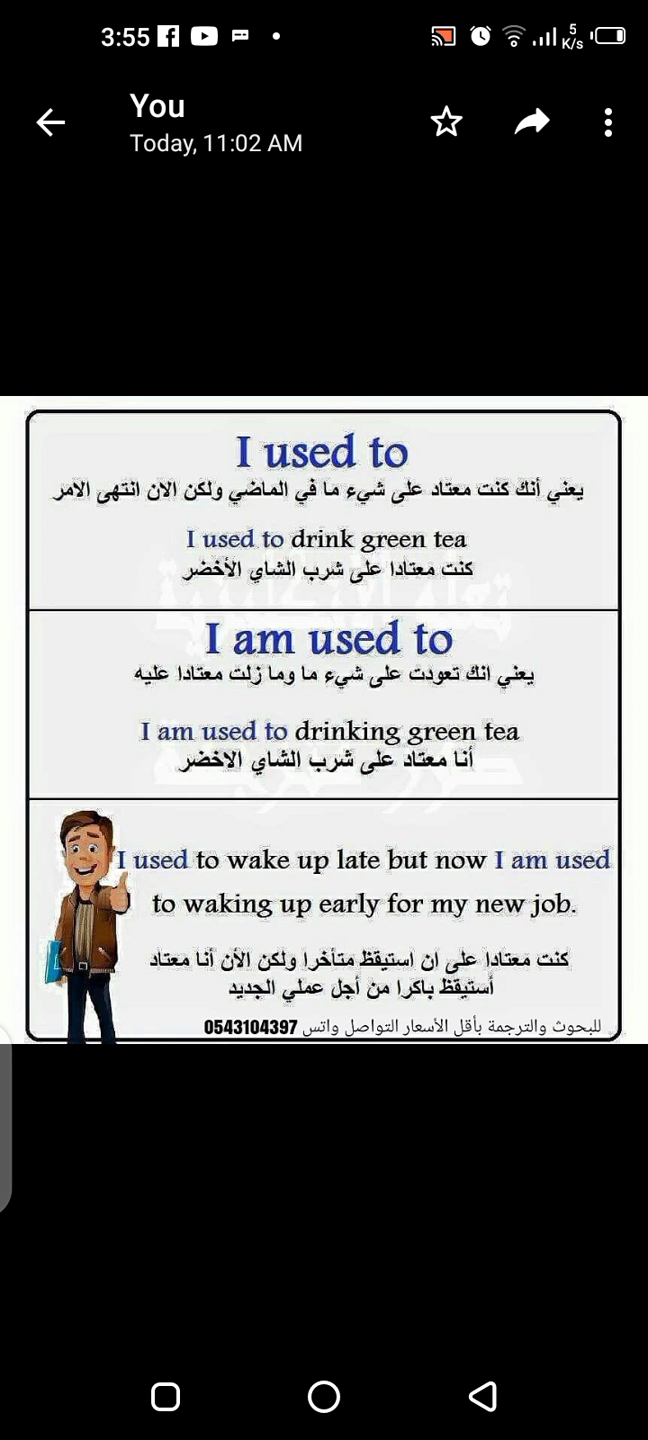 3:55
5
K/s
You
Today, 11:02 AM
I used to
يعني أنك كنت معتاد على شيء ما في الماضي ولكن الان انتهى الامر
I used to drink green tea
كنت معتادا على شرب الشاي الأخضر
I am used to
يعني انك تعودت على شيء ما وما زلت معتادا عليه
I am used to drinking green tea
أنا معتاد على شرب الشاي الاخضر
I used to wake up late but now I am used
to waking up early for my new job.
كنت معتادا على ان استيقظ متأخرا ولكن الأن أنا معتاد
أستيقظ باكرا من أجل عملي الجديد
للبحوث والترجمة بأقل الأسعار التواصل واتس 0543104397